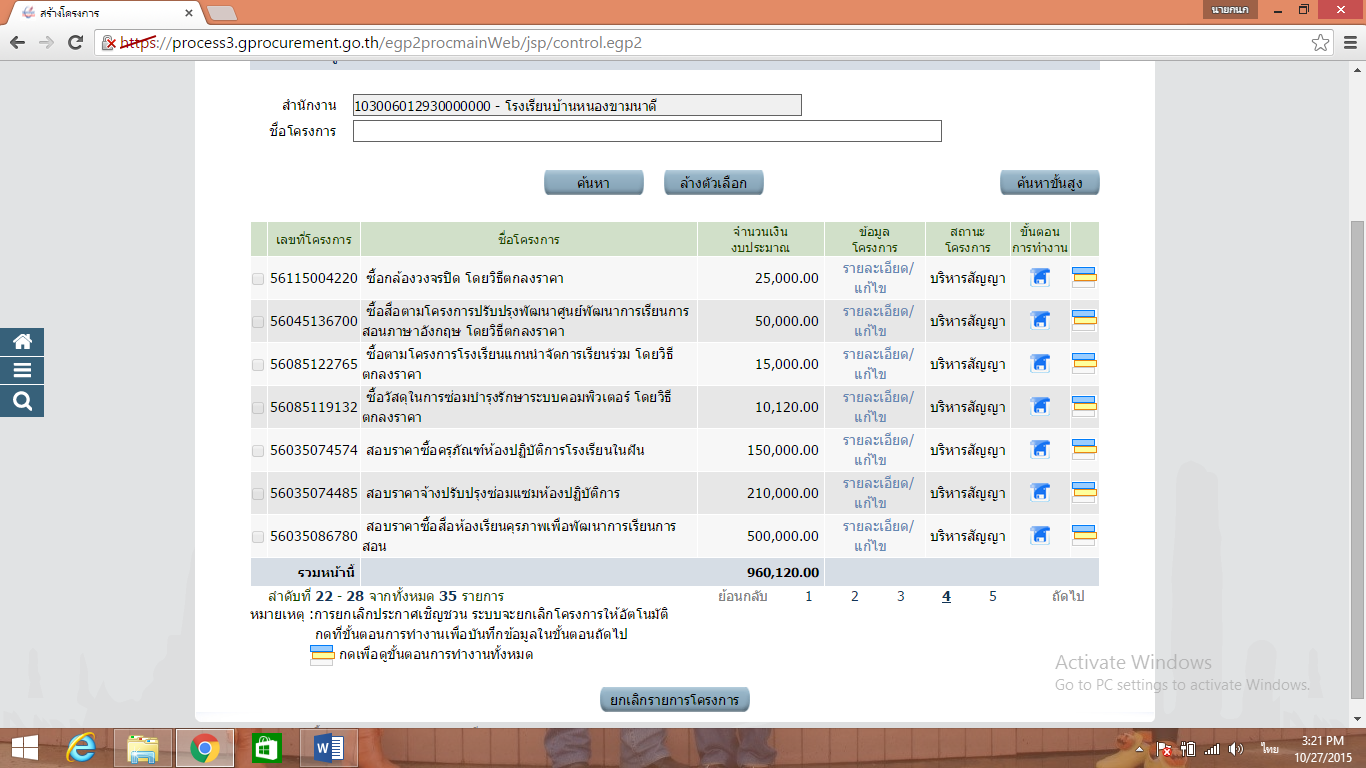 สร้างโครงการ
นายคนก
https://process3.gprocurement.go.th/egp2procmainWeb/jsp/control.egp2
สำนักงาน 103006012930000000 - โรงเรียนบ้านหนองขามนาดี
ชื่อโครงการ
ค้นหา ล้างตัวเลือก ค้นหาขั้นสูง
เลขที่โครงการ ชื่อโครงการ จำนวนเงิน ข้อมูล สถานะ ขั้นตอน
งบประมาณ โครงการ โครงการ การทำงาน
56115004220 ซื้อกล้องวงจรปิด โดยวิธีตกลงราคา 25,000.00 รายละเอียด/ บริหารสัญญา
แก้ไข
56045136700 ซื้อสื่อตามโครงการปรับปรุงพัฒนาศูนย์พัฒนาการเรียนการ 50,000.00 รายละเอียด/ บริหารสัญญา
สอนภาษาอังกฤษ โดยวิธีตกลงราคา แก้ไข
56085122765 ซื้อตามโครงการโรงเรียนแกนนำจัดการเรียนร่วม โดยวิธี 15,000.00 รายละเอียด/ บริหารสัญญา
ตกลงราคา แก้ไข
56085119132 ซื้อวัสดุในการซ่อมบำรุงรักษาระบบคอมพิวเตอร์ โดยวิธี 10,120.00 รายละเอียด/ บริหารสัญญา
ตกลงราคา แก้ไข
56035074574 สอบราคาซื้อครุภัณฑ์ห้องปฏิบัติการโรงเรียนในฝัน 150,000.00 รายละเอียด/ บริหารสัญญา
แก้ไข
56035074485 สอบราคาจ้างปรับปรุงซ่อมแซมห้องปฏิบัติการ 210,000.00 รายละเอียด/ บริหารสัญญา
แก้ไข
56035086780 สอบราคาซื้อสื่อห้องเรียนคุรภาพเพื่อพัฒนาการเรียนการ 500,000.00 รายละเอียด/ บริหารสัญญา
สอน แก้ไข
รวมหน้านี้ 960,120.00
ลำดับที่ 22 - 28 จากทั้งหมด 35 รายการ ย้อนกลับ 1 2 3 4 5 ถัดไป
หมายเหตุ :การยกเลิกประกาศเชิญชวน ระบบจะยกเลิกโครงการให้อัตโนมัติ
กดที่ขั้นตอนการทำงานเพื่อบันทึกข้อมูลในขั้นตอนถัดไป
กดเพื่อดูขั้นตอนการทำงานทั้งหมด
Activate Windows
Go to PC settings to activate Windows.
ยกเลิกรายการโครงการ
ไทย
3:21 PM
10/27/2015